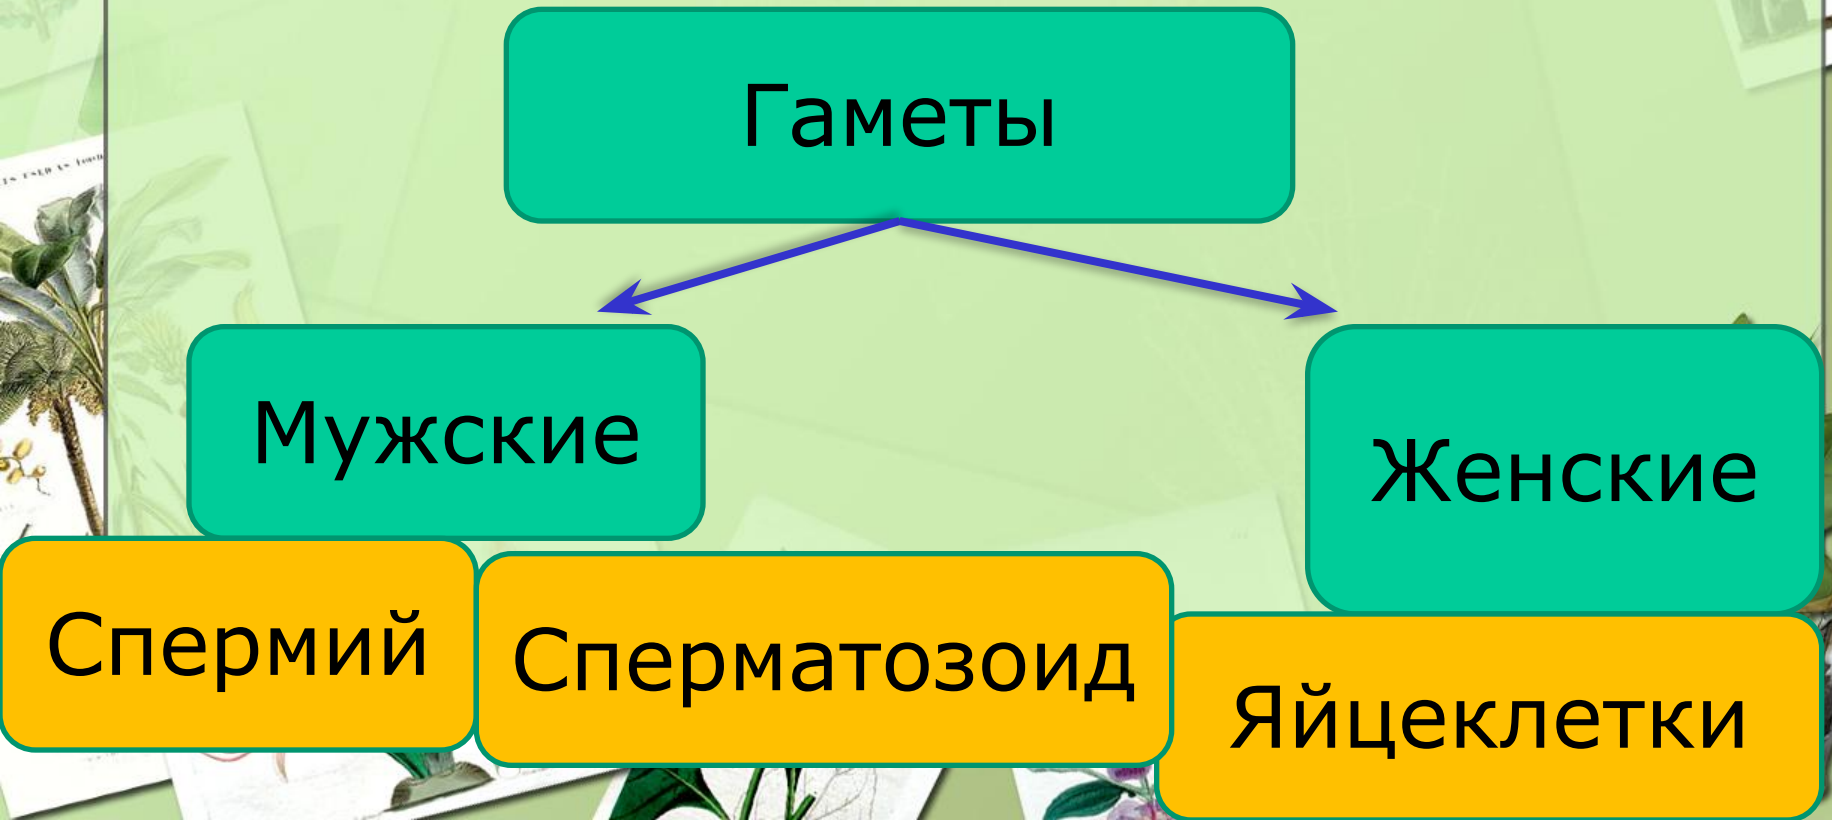 Гаметы
Мужские
Женские
Спермий
Сперматозоид
Яйцеклетки